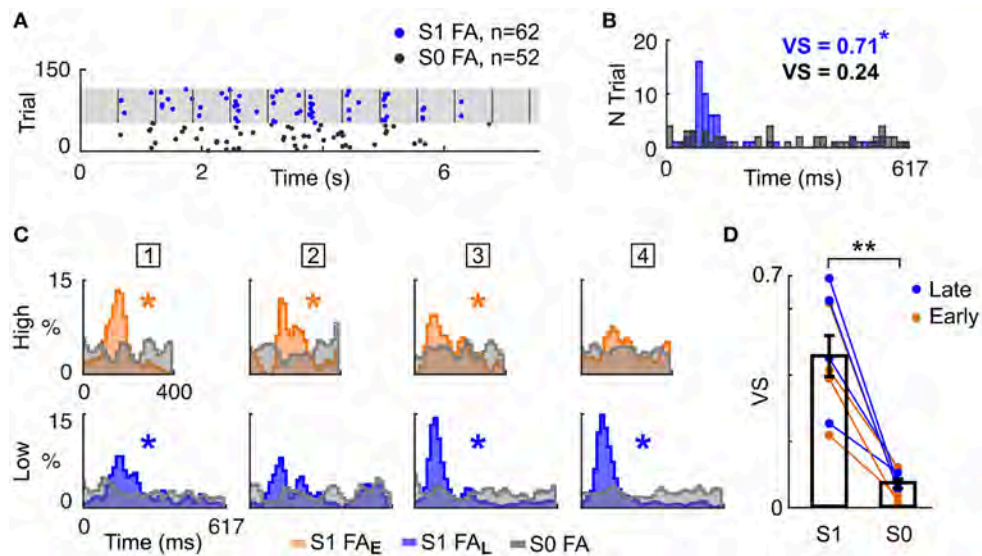 A
S1 FA, n=62
S0 FA, n=52
150
Trial
0
0
2
6
Time (s)
B
VS = 0.71*
VS = 0.24
20
10
N Trial
0
0
617
Time (ms)
C
1
2
3
4
15
High
%
0
0
400
*
*
*
15
Low
%
0
0
617
*
*
*
Time (ms)
S1 FAE
S1 FAL
S0 FA
D
**
0.7
Late
Early
VS
0
S1
S0